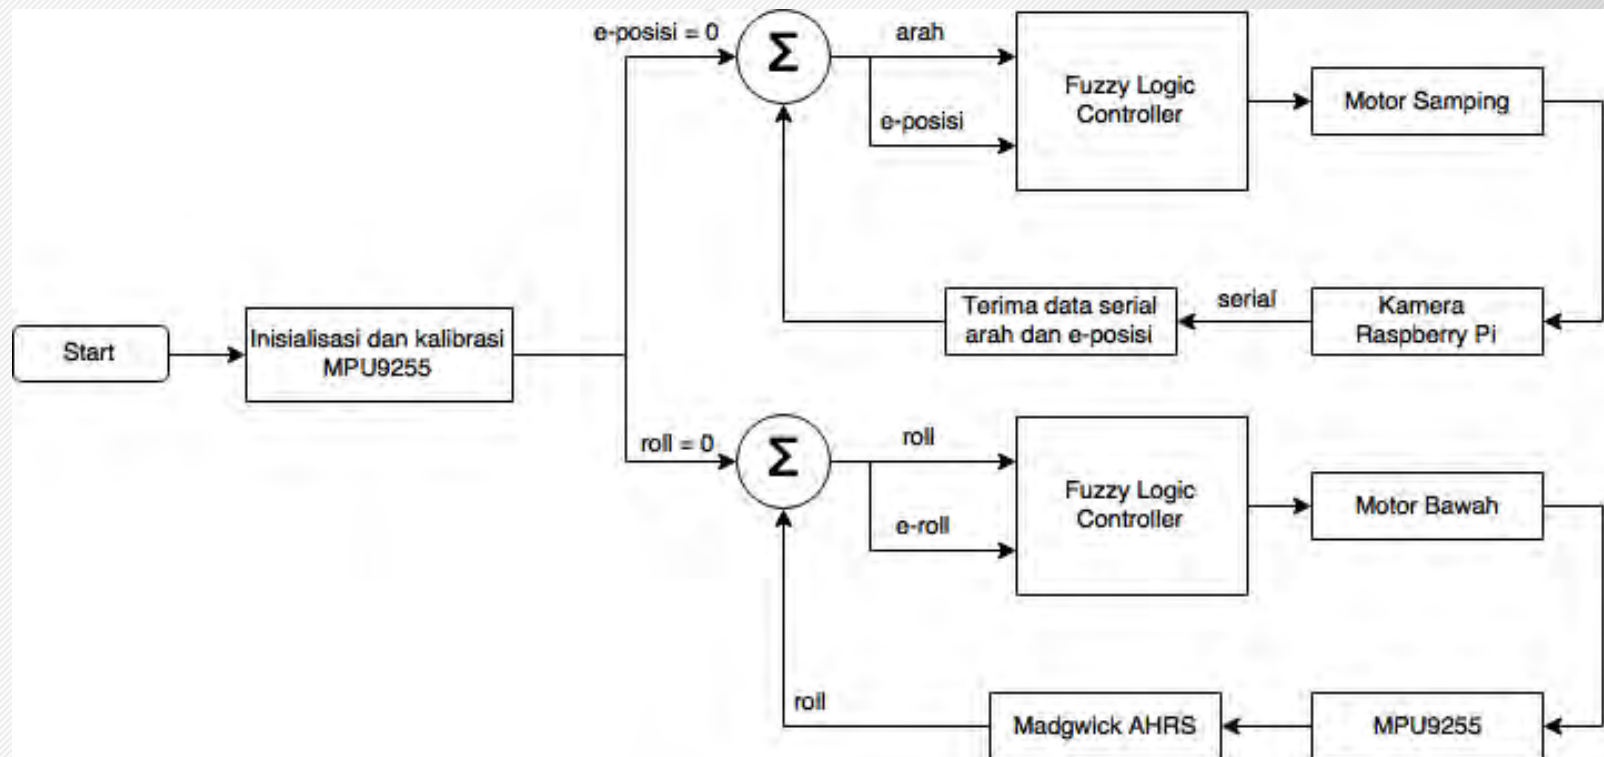 e-posisi = 0
Σ
arah
e-posisi
Fuzzy Logic
Controller
Motor Samping
Terima data serial
arah dan e-posisi
serial
Kamera
Raspberry Pi
Start
Inisialisasi dan kalibrasi
MPU9255
roll = 0
Σ
roll
e-roll
Fuzzy Logic
Controller
Motor Bawah
roll
Madgwick AHRS
MPU9255